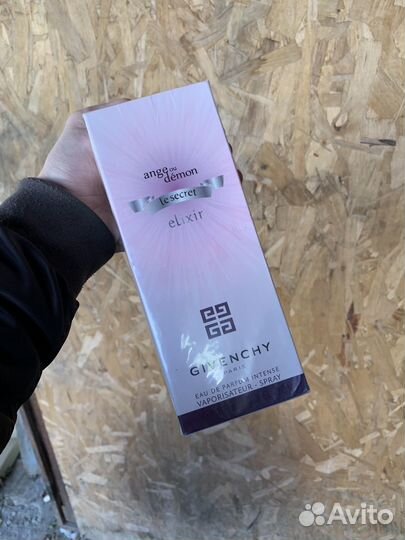 ange ou
démon
le secret
elixir
GIVENCHY
PARIS
EAU DE PARFUM INTENSE
VAPORISATEUR - SPRAY
Avito